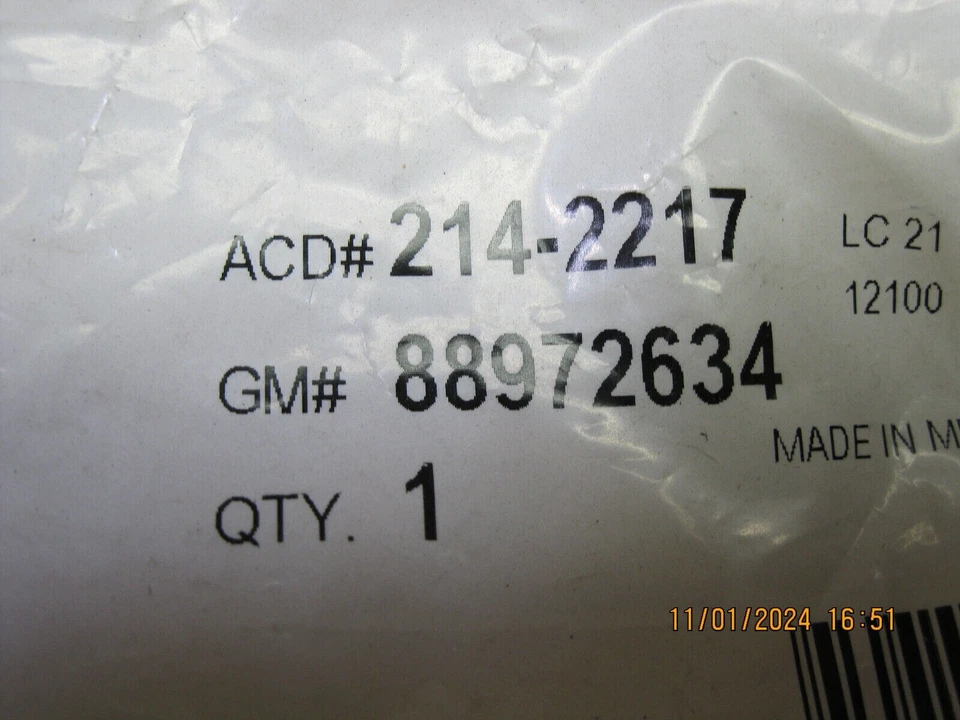 ACD# 214-2217
LC 21
12100
GM# 88972634
MADE IN
QTY. 1
11/01/2024 16:51